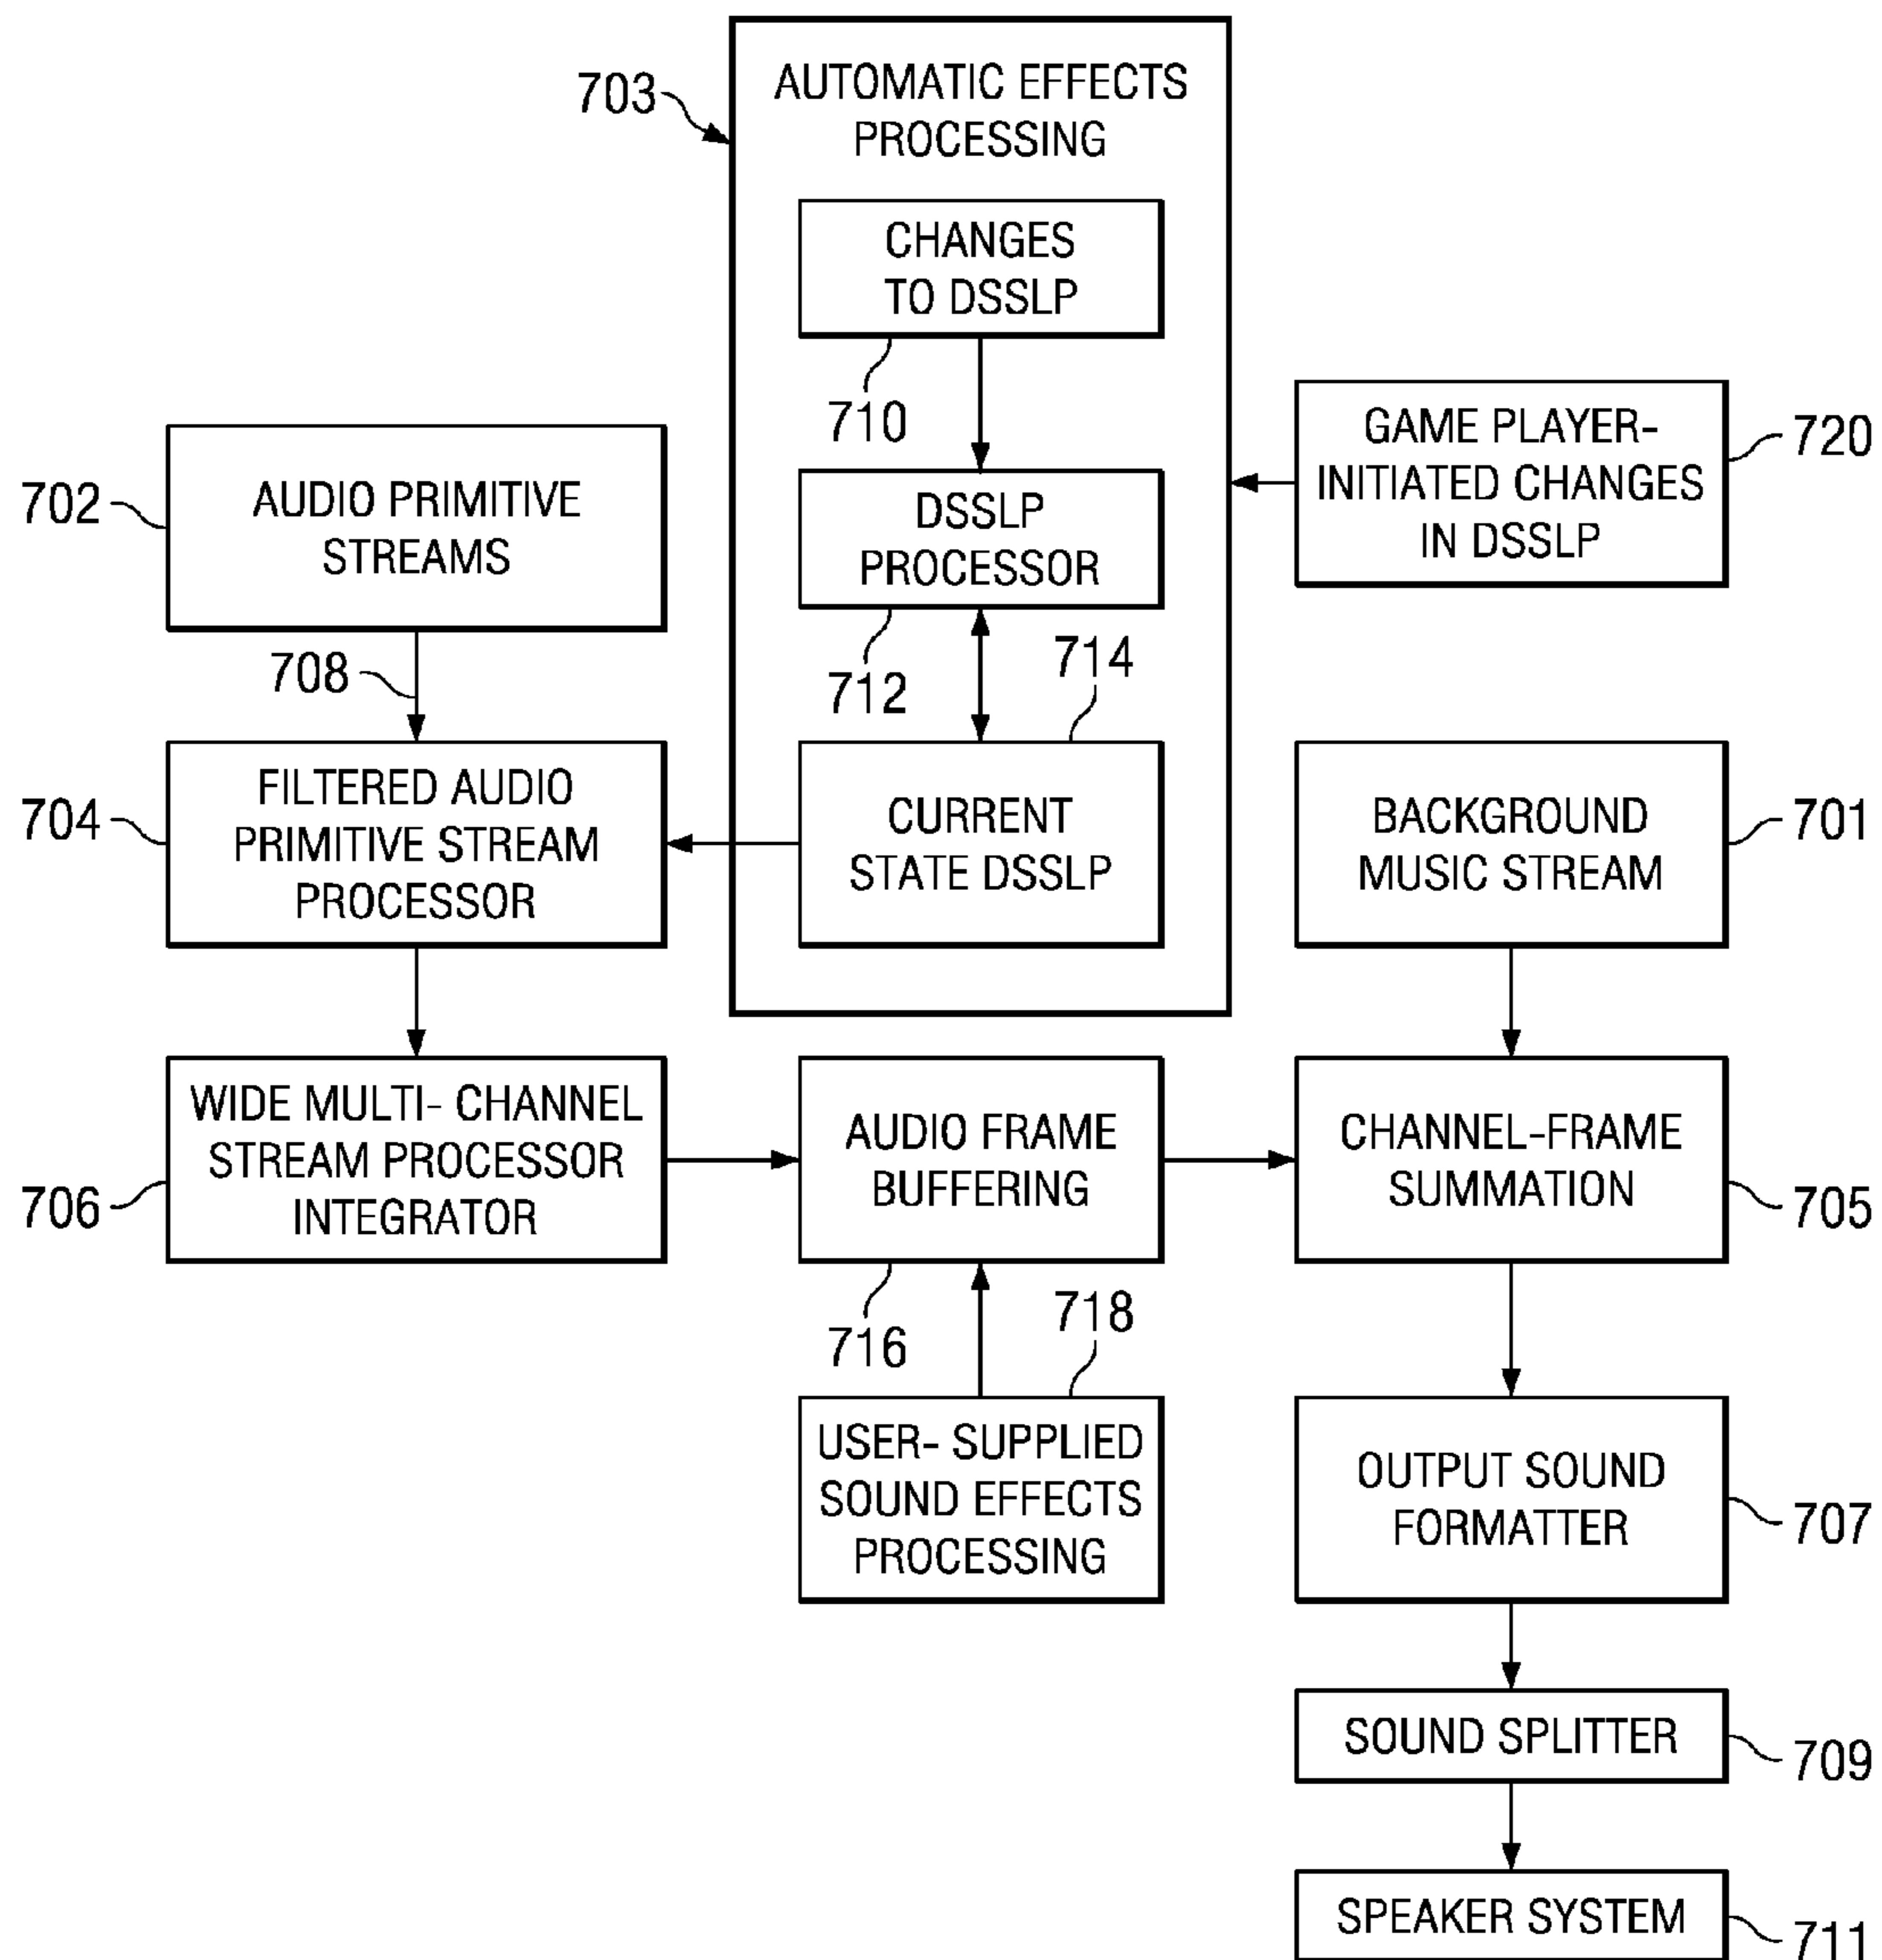 703
AUTOMATIC EFFECTS
PROCESSING
CHANGES
TO DSSLP
710
702
AUDIO PRIMITIVE
STREAMS
DSSLP
PROCESSOR
GAME PLAYER-
INITIATED CHANGES
IN DSSLP
720
708
712
714
704
FILTERED AUDIO
PRIMITIVE STREAM
PROCESSOR
CURRENT
STATE DSSLP
BACKGROUND
MUSIC STREAM
701
706
WIDE MULTI- CHANNEL
STREAM PROCESSOR
INTEGRATOR
AUDIO FRAME
BUFFERING
CHANNEL-FRAME
SUMMATION
705
716
718
USER- SUPPLIED
SOUND EFFECTS
PROCESSING
OUTPUT SOUND
FORMATTER
707
SOUND SPLITTER
709
SPEAKER SYSTEM
711